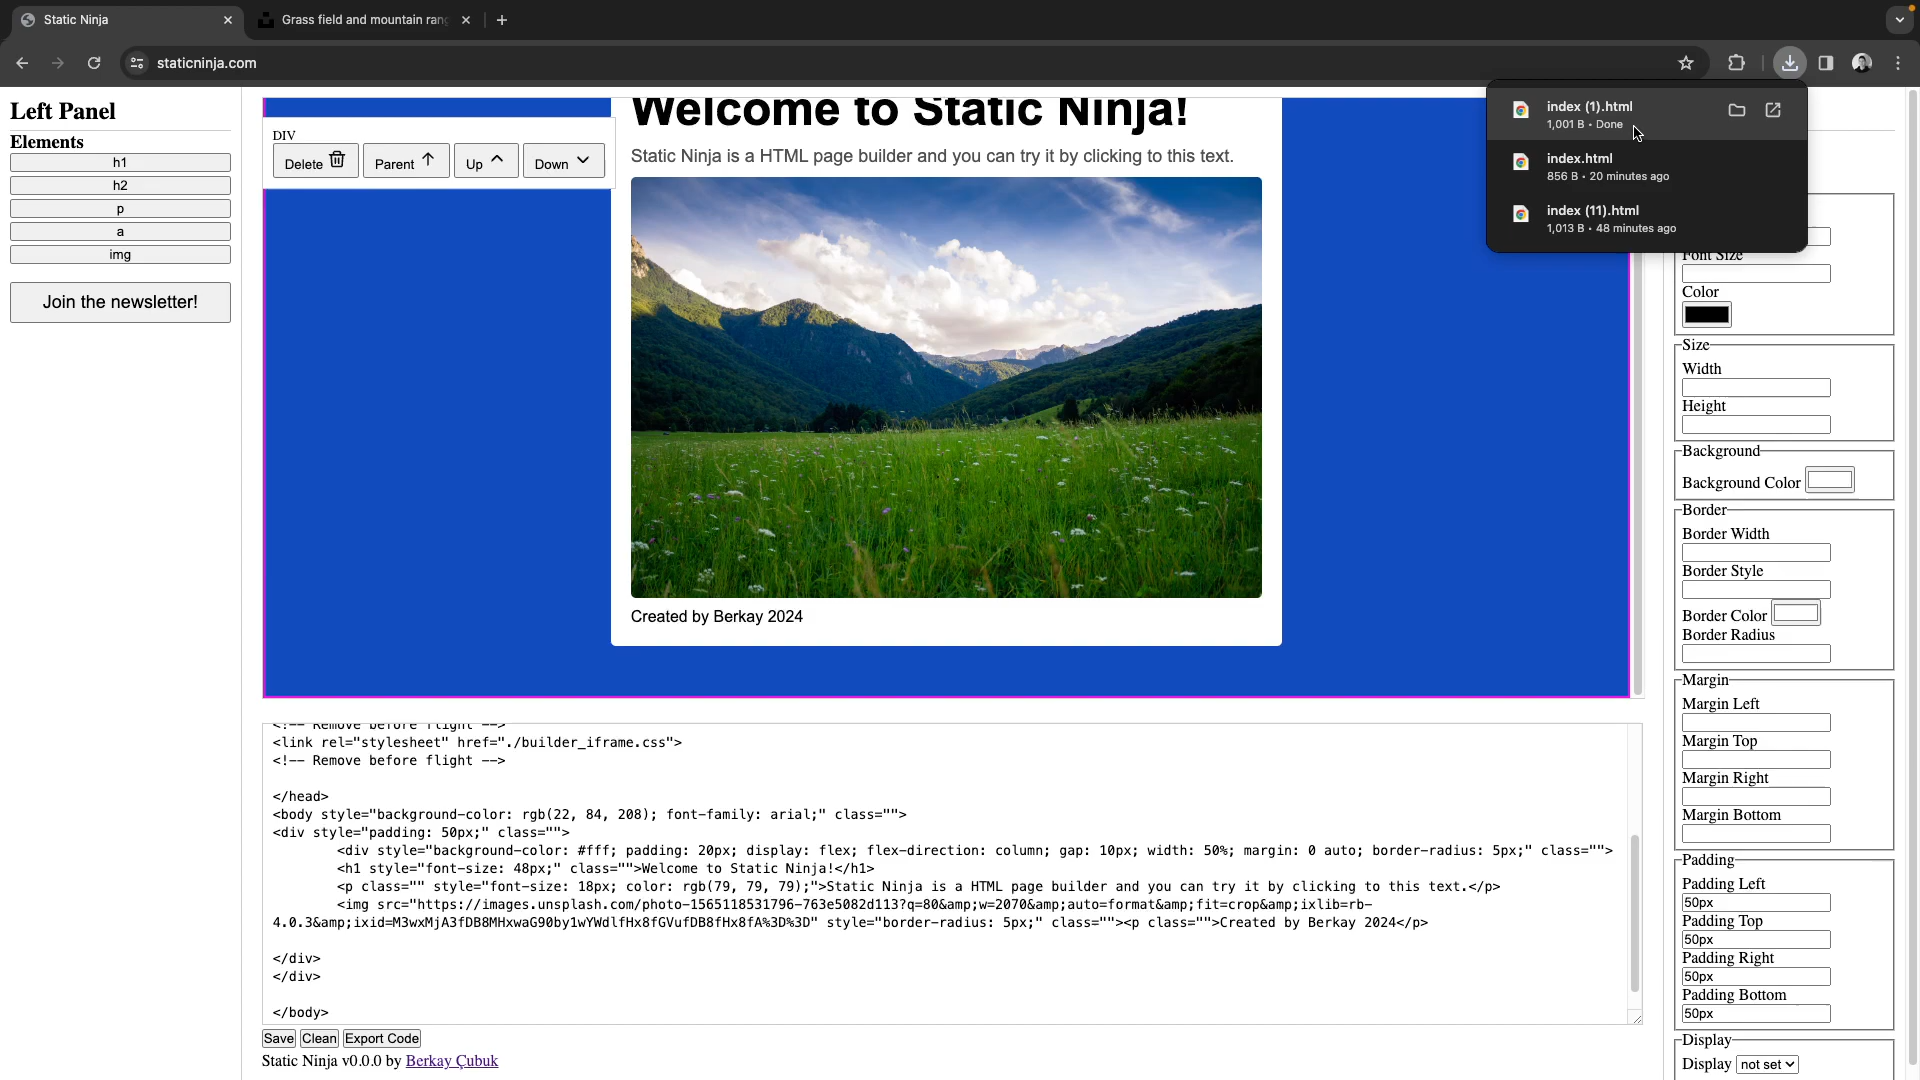 Static Ninja
Grass field and mountain rang
staticninja.com
index (1).html
1,001 B • Done
index.html
856 B • 20 minutes ago
index (11).html
1,013 B • 48 minutes ago
Left Panel
Elements
h1
h2
p
a
img
Join the newsletter!
DIV
Delete
Parent
Up
Down
Welcome to Static Ninja!
Static Ninja is a HTML page builder and you can try it by clicking to this text.
Created by Berkay 2024
<!-- Remove before flight -->
<link rel="stylesheet" href="./builder_iframe.css">
<!-- Remove before flight -->
</head>
<body style="background-color: rgb(22, 84, 208); font-family: arial;" class="">
<div style="padding: 50px;" class="">
<div style="background-color: #fff; padding: 20px; display: flex; flex-direction: column; gap: 10px; width: 50%; margin: 0 auto; border-radius: 5px;" class="">
<h1 style="font-size: 48px;" class="">Welcome to Static Ninja!</h1>
<p class="" style="font-size: 18px; color: rgb(79, 79, 79);">Static Ninja is a HTML page builder and you can try it by clicking to this text.</p>
<img src="https://images.unsplash.com/photo-1565118531796-763e5082d113?q=80&amp;w=2070&amp;auto=format&amp;fit=crop&amp;ixlib=rb-
4.0.3&amp;ixid=M3wxMjA3fDB8MHxwaG90by1wYWdlfHx8fGVufDB8fHx8fA%3D%3D" style="border-radius: 5px;" class=""><p class="">Created by Berkay 2024</p>
</div>
</div>
</body>
Save
Clean
Export Code
Static Ninja v0.0.0 by Berkay Çubuk
Font Size
Color
Size
Width
Height
Background
Background Color
Border
Border Width
Border Style
Border Color
Border Radius
Margin
Margin Left
Margin Top
Margin Right
Margin Bottom
Padding
Padding Left
50px
Padding Top
50px
Padding Right
50px
Padding Bottom
50px
Display
Display not set